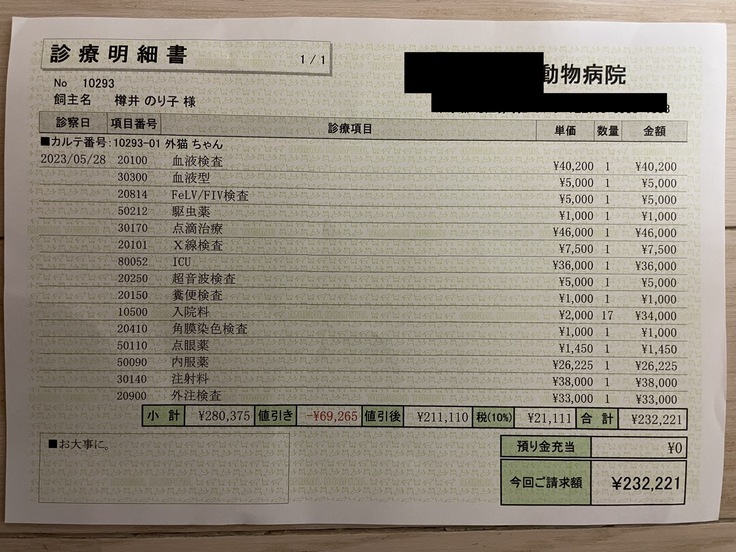 診療明細書
1/1
動物病院
No 10293
飼主名 樽井 のり子 様
診察日 項目番号 診療項目 単価 数量 金額
■カルテ番号:10293-01 外猫 ちゃん
2023/05/28 20100 血液検査 ¥40,200 1 ¥40,200
30300 血液型 ¥5,000 1 ¥5,000
20814 FeLV/FIV検査 ¥5,000 1 ¥5,000
50212 駆虫薬 ¥1,000 1 ¥1,000
30170 点滴治療 ¥46,000 1 ¥46,000
20101 X線検査 ¥7,500 1 ¥7,500
80052 ICU ¥36,000 1 ¥36,000
20250 超音波検査 ¥5,000 1 ¥5,000
20150 糞便検査 ¥1,000 1 ¥1,000
10500 入院料 ¥2,000 17 ¥34,000
20410 角膜染色検査 ¥1,000 1 ¥1,000
50110 点眼薬 ¥1,450 1 ¥1,450
50090 内服薬 ¥26,225 1 ¥26,225
30140 注射料 ¥38,000 1 ¥38,000
20900 外注検査 ¥33,000 1 ¥33,000
小計 ¥280,375 値引き -¥69,265 値引後 ¥211,110 税(10%) ¥21,111 合計 ¥232,221
■お大事に。
預り金充当 ¥0
今回ご請求額 ¥232,221